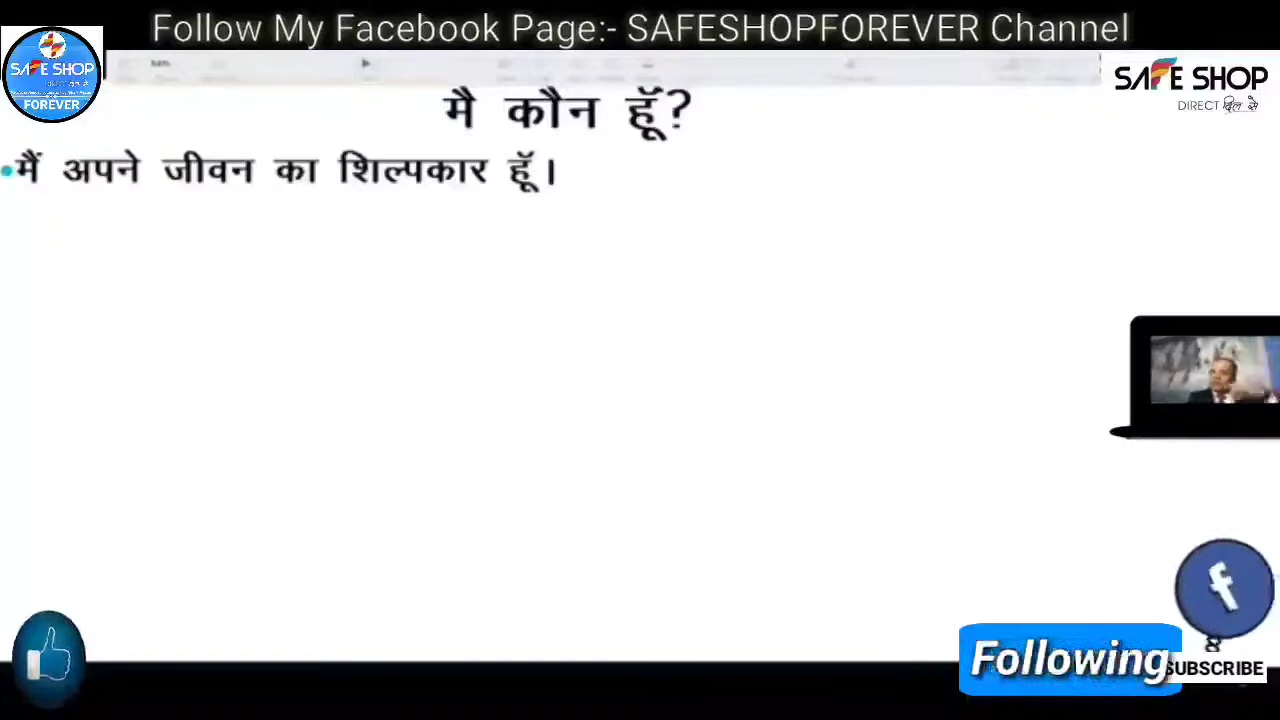 Follow My Facebook Page:- SAFESHOPFOREVER Channel
SAFE SHOP
FOREVER
SAFE SHOP
DIRECT दिल से
मै कौन हूॅ?
•मैं अपने जीवन का शिल्पकार हूॅ।
Following
SUBSCRIBE